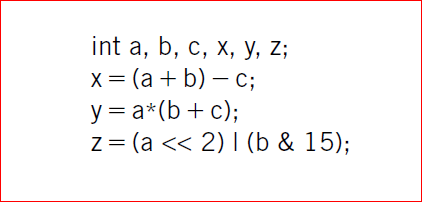 int a, b, c, x, y, z;
x = (a + b) – c;
y = a*(b + c);
z = (a << 2) | (b & 15);